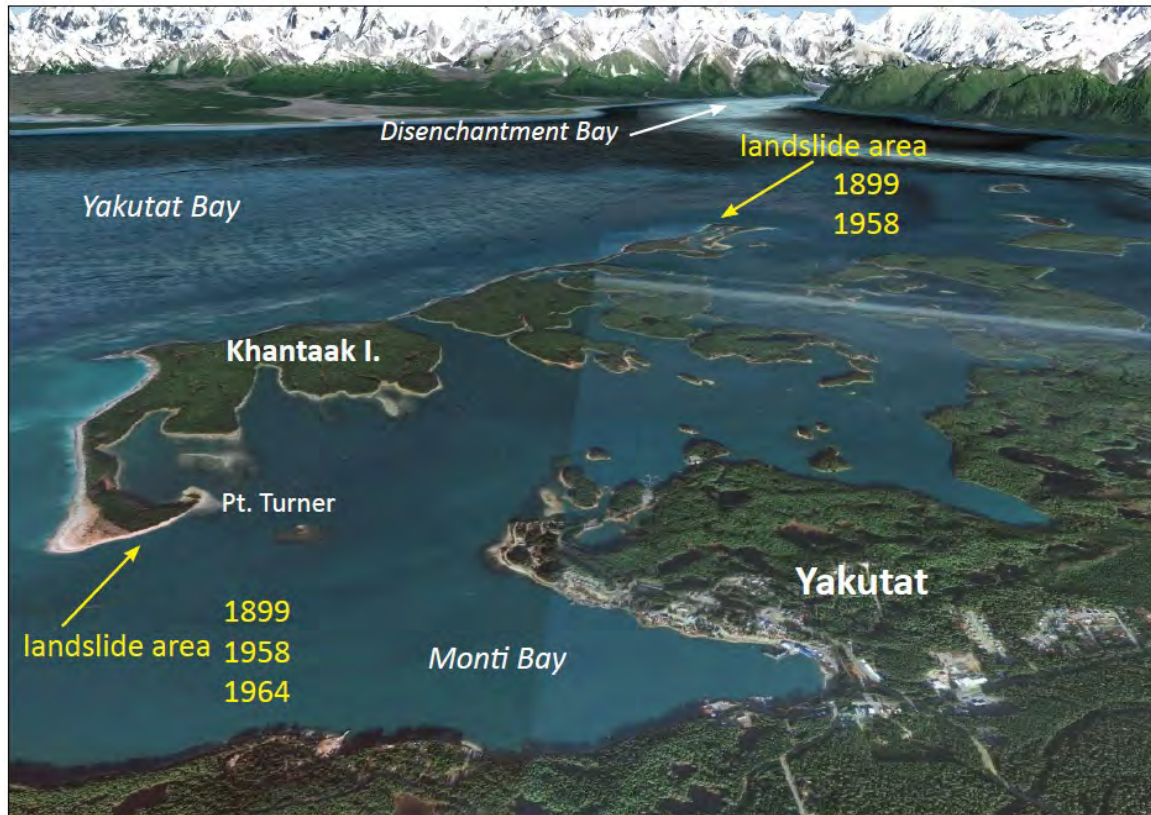 Disenchantment Bay
landslide area
1899
1958
Yakutat Bay
Khantaak I.
Pt. Turner
Yakutat
landslide area
1899
1958
1964
Monti Bay